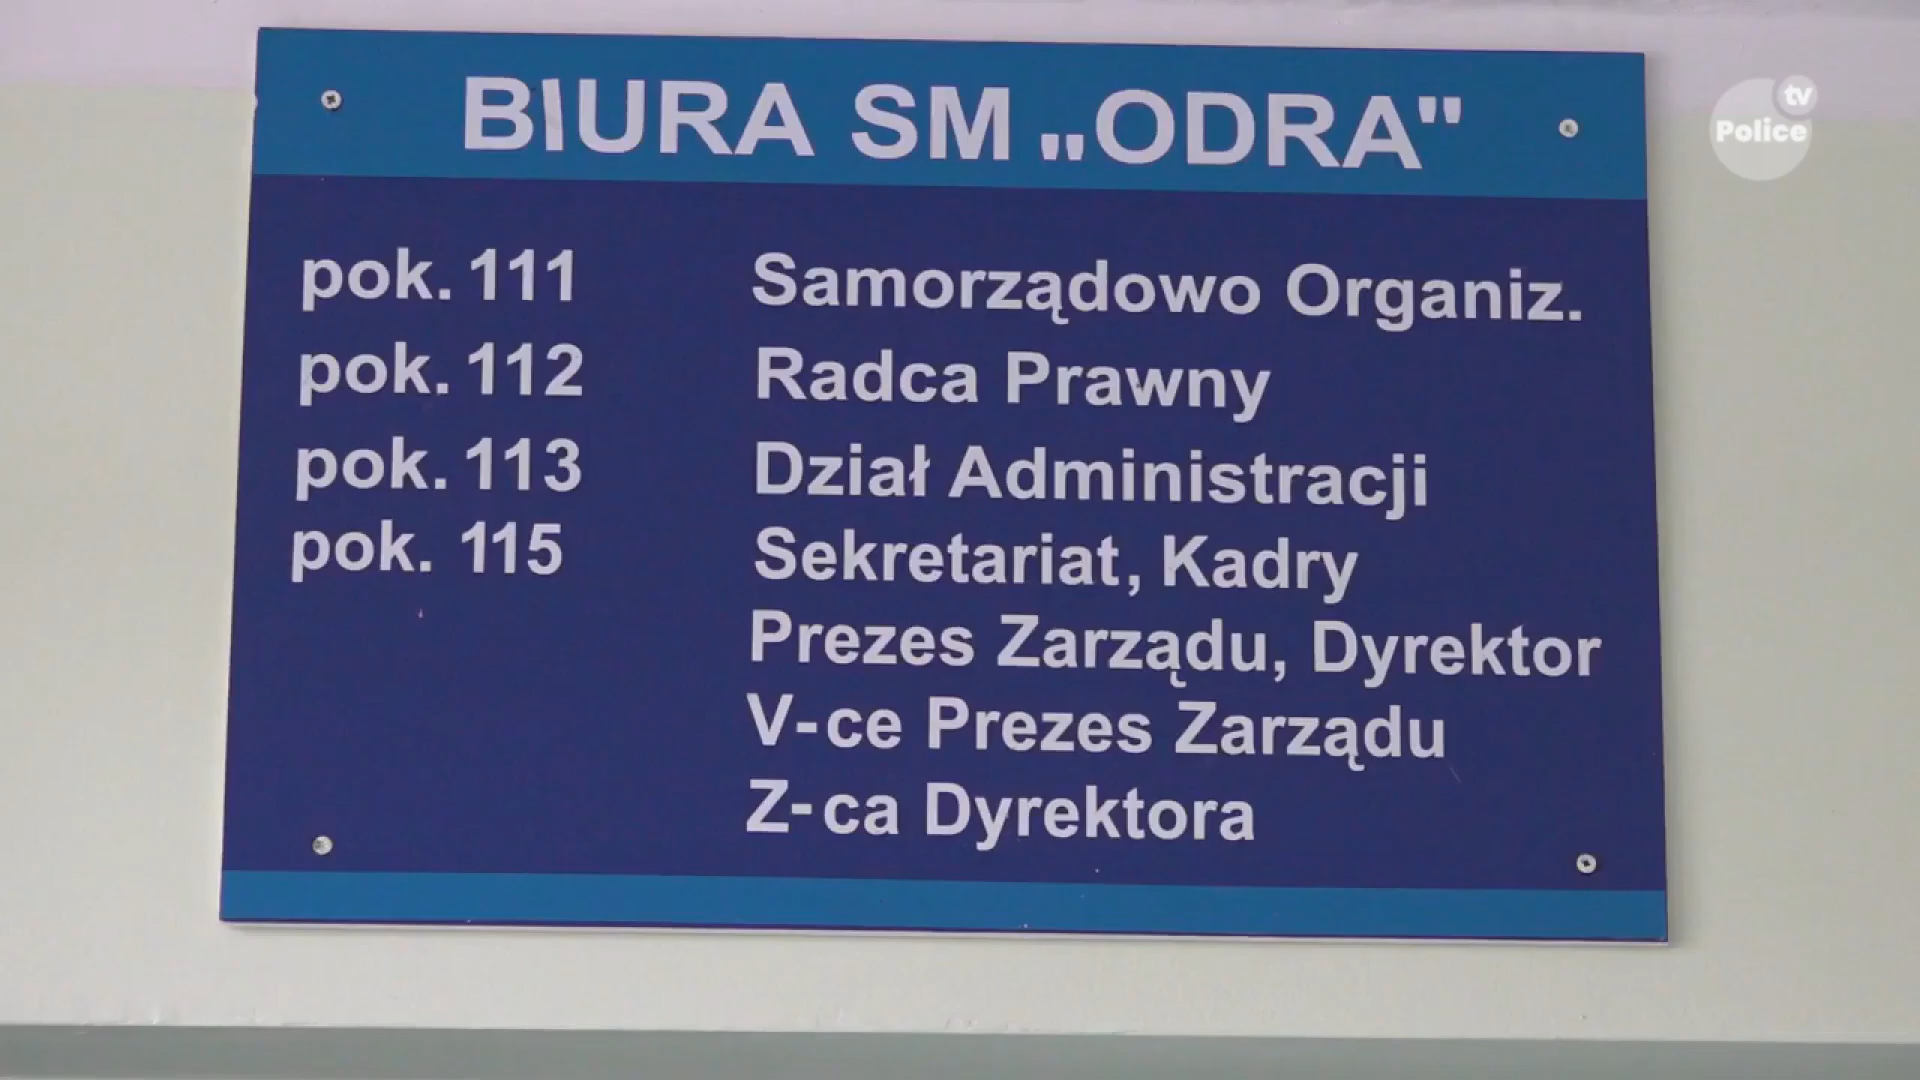 BIURA SM „ODRA"
tv
Police
pok. 111 Samorządowo Organiz.
pok. 112 Radca Prawny
pok. 113 Dział Administracji
pok. 115 Sekretariat, Kadry
Prezes Zarządu, Dyrektor
V-ce Prezes Zarządu
Z-ca Dyrektora